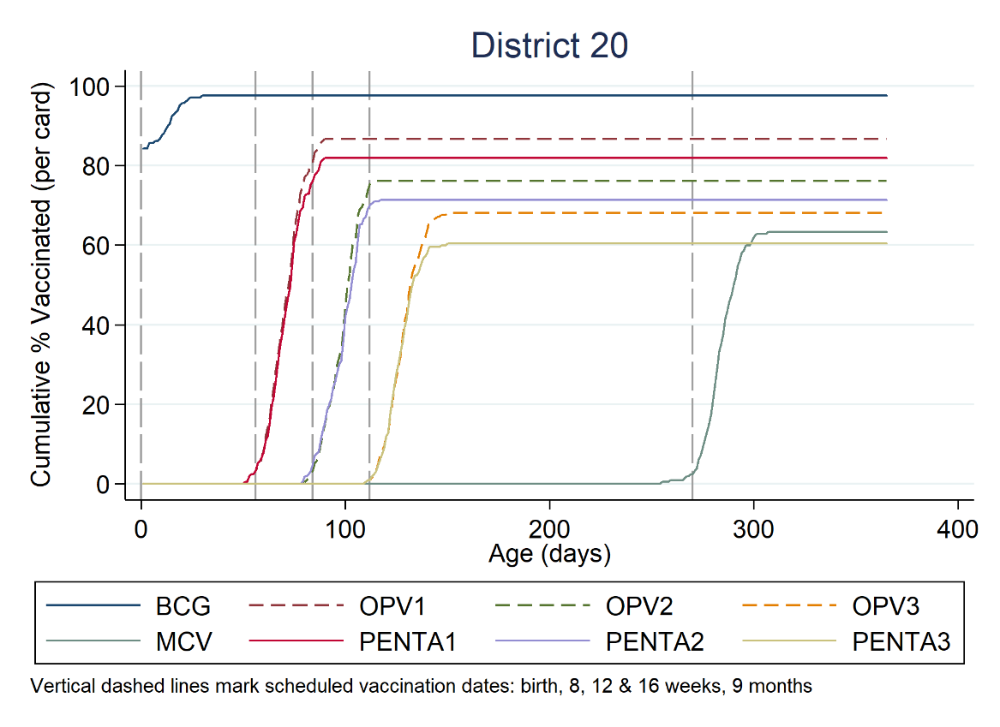 District 20
Cumulative % Vaccinated (per card)
100
80
60
40
20
0
0 100 200 300 400
Age (days)
BCG OPV1 OPV2 OPV3
MCV PENTA1 PENTA2 PENTA3
Vertical dashed lines mark scheduled vaccination dates: birth, 8, 12 & 16 weeks, 9 months